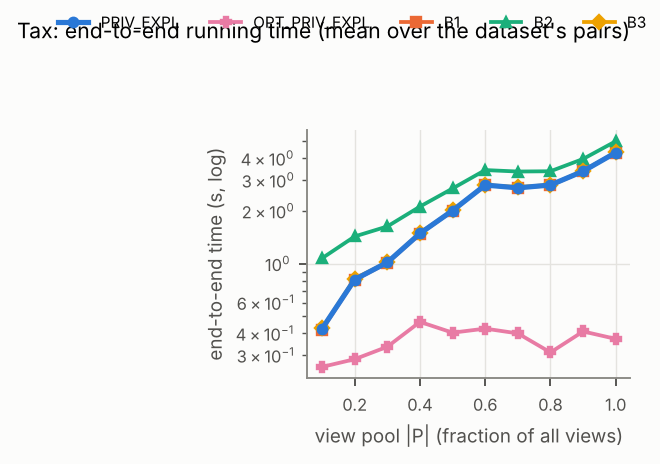 PRIV_EXPL OPT_PRIV_EXPL B1 B2 B3
Tax: end-to-end running time (mean over the dataset's pairs)
end-to-end time (s, log)
4 × 10⁰
3 × 10⁰
2 × 10⁰
10⁰
6 × 10⁻¹
4 × 10⁻¹
3 × 10⁻¹
0.2 0.4 0.6 0.8 1.0
view pool |P| (fraction of all views)